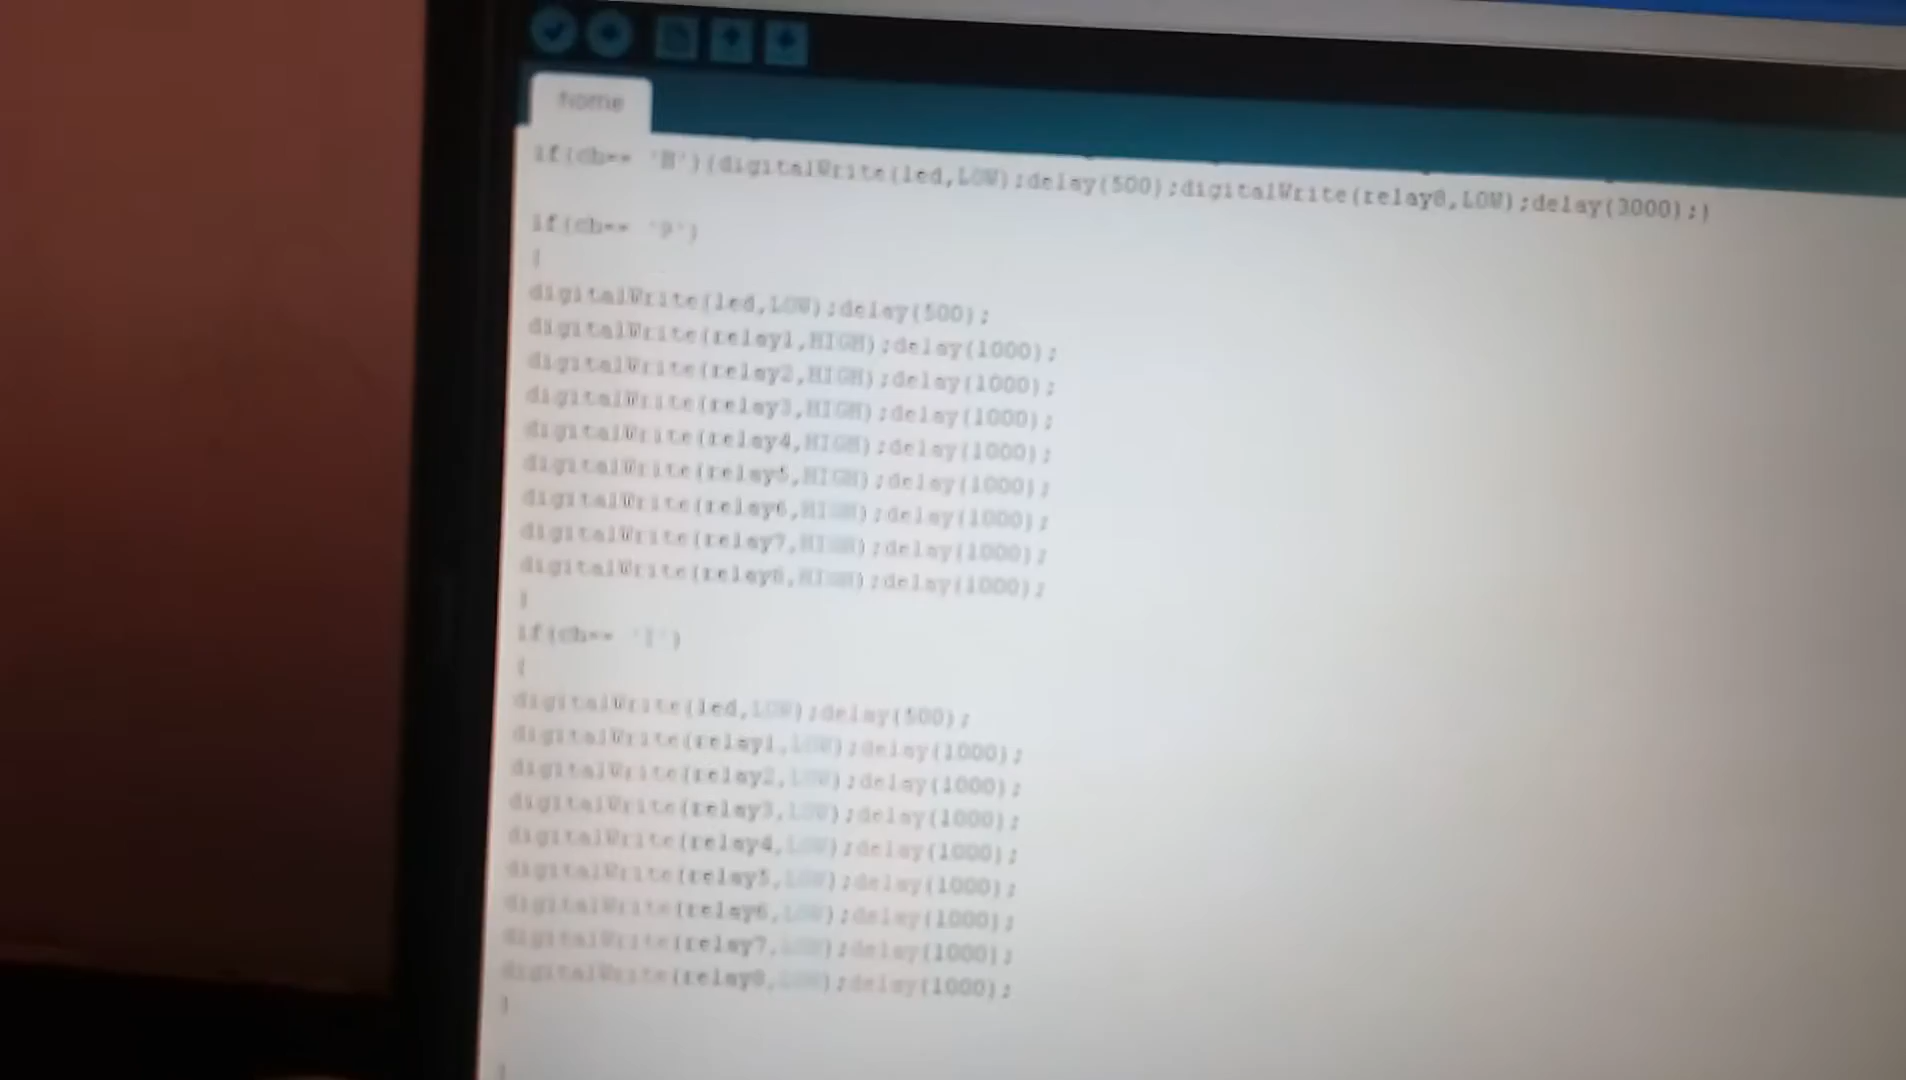 home
if(ch== 'H'){digitalWrite(led,LOW);delay(500);digitalWrite(relay8,LOW);delay(3000);}
if(ch== '9')
{
digitalWrite(led,LOW);delay(500);
digitalWrite(relay1,HIGH);delay(1000);
digitalWrite(relay2,HIGH);delay(1000);
digitalWrite(relay3,HIGH);delay(1000);
digitalWrite(relay4,HIGH);delay(1000);
digitalWrite(relay5,HIGH);delay(1000);
digitalWrite(relay6,HIGH);delay(1000);
digitalWrite(relay7,HIGH);delay(1000);
digitalWrite(relay8,HIGH);delay(1000);
}
if(ch== 'I')
{
digitalWrite(led,LOW);delay(500);
digitalWrite(relay1,LOW);delay(1000);
digitalWrite(relay2,LOW);delay(1000);
digitalWrite(relay3,LOW);delay(1000);
digitalWrite(relay4,LOW);delay(1000);
digitalWrite(relay5,LOW);delay(1000);
digitalWrite(relay6,LOW);delay(1000);
digitalWrite(relay7,LOW);delay(1000);
digitalWrite(relay8,LOW);delay(1000);
}
}